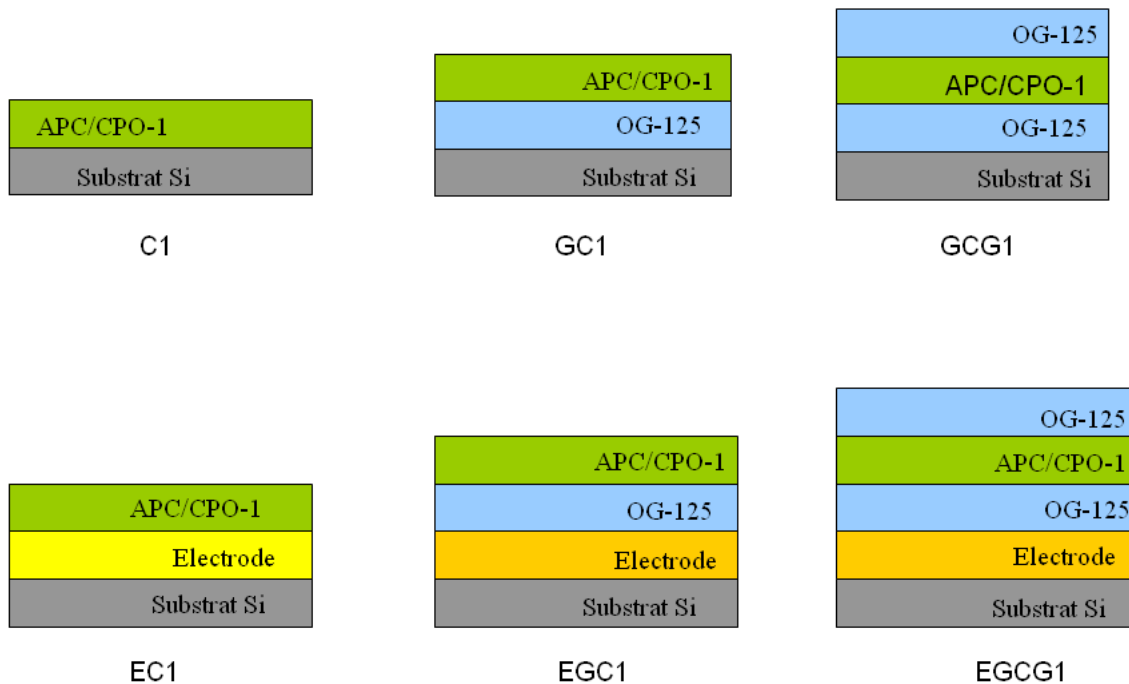 APC/CPO-1
Substrat Si
C1
APC/CPO-1
OG-125
Substrat Si
GC1
OG-125
APC/CPO-1
OG-125
Substrat Si
GCG1
APC/CPO-1
Electrode
Substrat Si
EC1
APC/CPO-1
OG-125
Electrode
Substrat Si
EGC1
OG-125
APC/CPO-1
OG-125
Electrode
Substrat Si
EGCG1